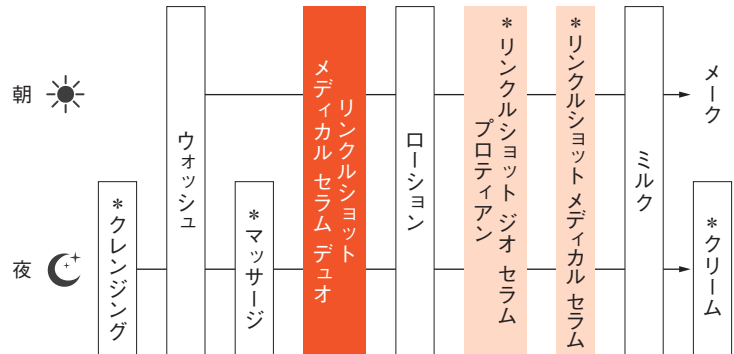 朝
夜
*クレンジング
ウォッシュ
*マッサージ
リンクルショット
メディカル セラム デュオ
ローション
*リンクルショット ジオ セラム
プロティアン
*リンクルショット メディカル セラム
ミルク
メーク
*クリーム